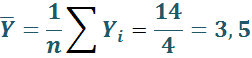 Ȳ = 1/n ∑ Yᵢ = 14/4 = 3,5